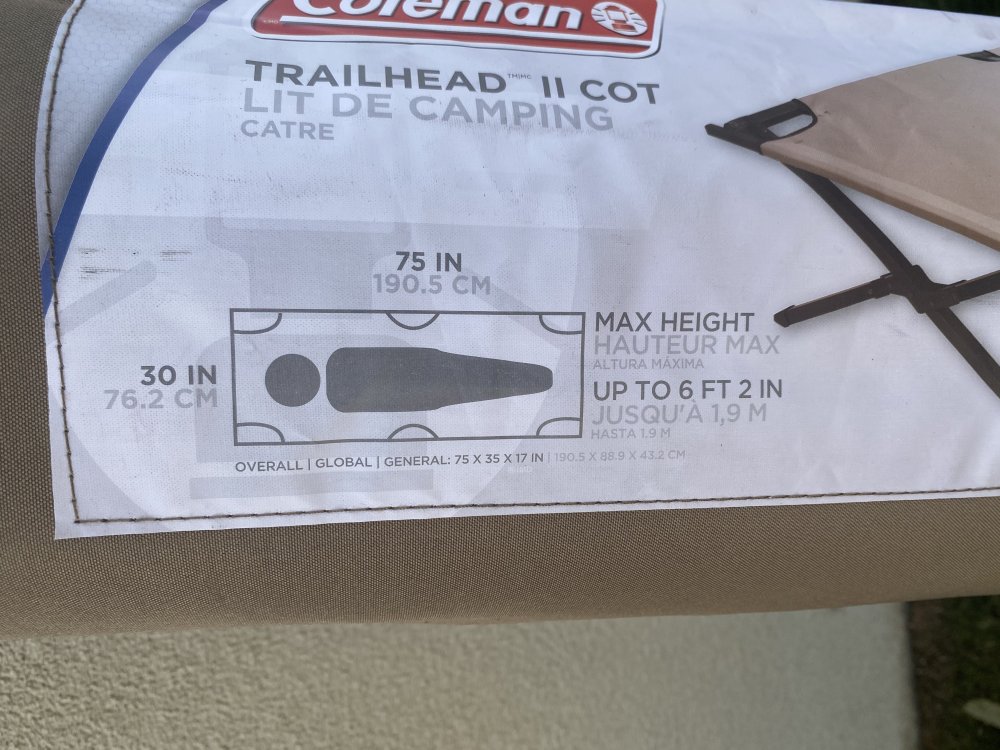 Coleman
TRAILHEAD™/MC II COT
LIT DE CAMPING
CATRE
75 IN
190.5 CM
30 IN
76.2 CM
MAX HEIGHT
HAUTEUR MAX
ALTURA MÁXIMA
UP TO 6 FT 2 IN
JUSQU'À 1,9 M
HASTA 1.9 M
OVERALL | GLOBAL | GENERAL: 75 X 35 X 17 IN | 190.5 X 88.9 X 43.2 CM